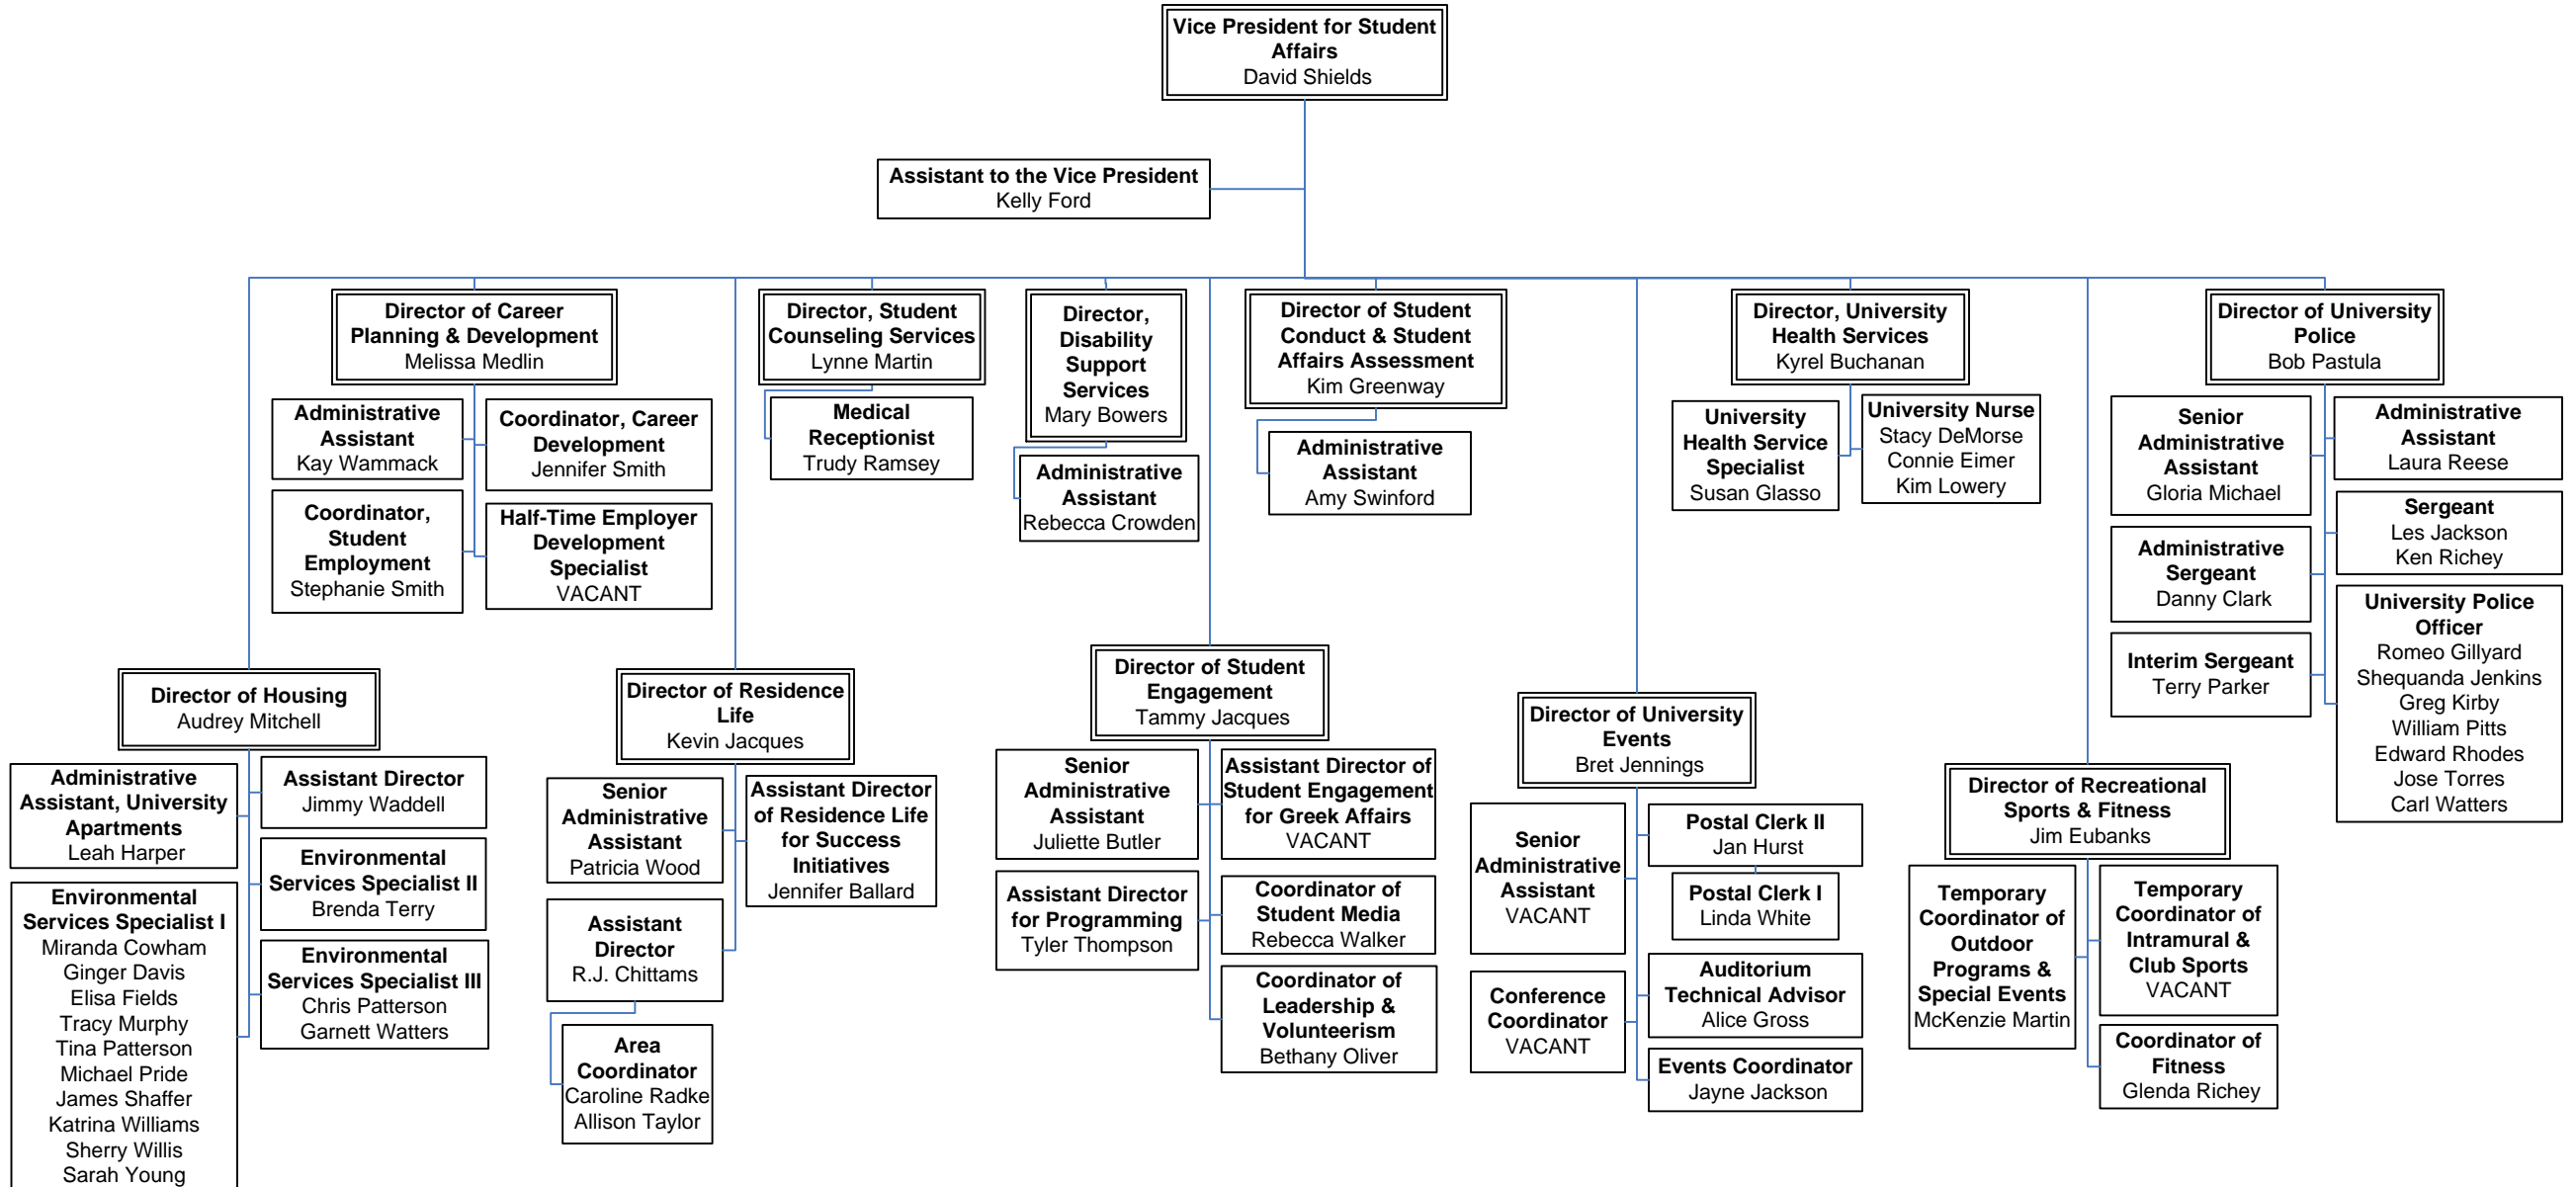 Vice President for Student
Affairs
David Shields
Assistant to the Vice President
Kelly Ford
Director of Career
Planning & Development
Melissa Medlin
Administrative
Assistant
Kay Wammack
Coordinator, Career
Development
Jennifer Smith
Coordinator,
Student
Employment
Stephanie Smith
Half-Time Employer
Development
Specialist
VACANT
Director, Student
Counseling Services
Lynne Martin
Medical
Receptionist
Trudy Ramsey
Director,
Disability
Support
Services
Mary Bowers
Administrative
Assistant
Rebecca Crowden
Director of Student
Conduct & Student
Affairs Assessment
Kim Greenway
Administrative
Assistant
Amy Swinford
Director, University
Health Services
Kyrel Buchanan
University
Health Service
Specialist
Susan Glasso
University Nurse
Stacy DeMorse
Connie Eimer
Kim Lowery
Director of University
Police
Bob Pastula
Senior
Administrative
Assistant
Gloria Michael
Administrative
Assistant
Laura Reese
Sergeant
Les Jackson
Ken Richey
Administrative
Sergeant
Danny Clark
University Police
Officer
Romeo Gillyard
Shequanda Jenkins
Greg Kirby
William Pitts
Edward Rhodes
Jose Torres
Carl Watters
Interim Sergeant
Terry Parker
Director of Housing
Audrey Mitchell
Administrative
Assistant, University
Apartments
Leah Harper
Assistant Director
Jimmy Waddell
Environmental
Services Specialist II
Brenda Terry
Environmental
Services Specialist I
Miranda Cowham
Ginger Davis
Elisa Fields
Tracy Murphy
Tina Patterson
Michael Pride
James Shaffer
Katrina Williams
Sherry Willis
Sarah Young
Environmental
Services Specialist III
Chris Patterson
Garnett Watters
Director of Residence
Life
Kevin Jacques
Senior
Administrative
Assistant
Patricia Wood
Assistant Director
of Residence Life
for Success
Initiatives
Jennifer Ballard
Assistant
Director
R.J. Chittams
Area
Coordinator
Caroline Radke
Allison Taylor
Director of Student
Engagement
Tammy Jacques
Senior
Administrative
Assistant
Juliette Butler
Assistant Director of
Student Engagement
for Greek Affairs
VACANT
Assistant Director
for Programming
Tyler Thompson
Coordinator of
Student Media
Rebecca Walker
Coordinator of
Leadership &
Volunteerism
Bethany Oliver
Director of University
Events
Bret Jennings
Senior
Administrative
Assistant
VACANT
Postal Clerk II
Jan Hurst
Postal Clerk I
Linda White
Conference
Coordinator
VACANT
Auditorium
Technical Advisor
Alice Gross
Events Coordinator
Jayne Jackson
Director of Recreational
Sports & Fitness
Jim Eubanks
Temporary
Coordinator of
Outdoor
Programs &
Special Events
McKenzie Martin
Temporary
Coordinator of
Intramural &
Club Sports
VACANT
Coordinator of
Fitness
Glenda Richey